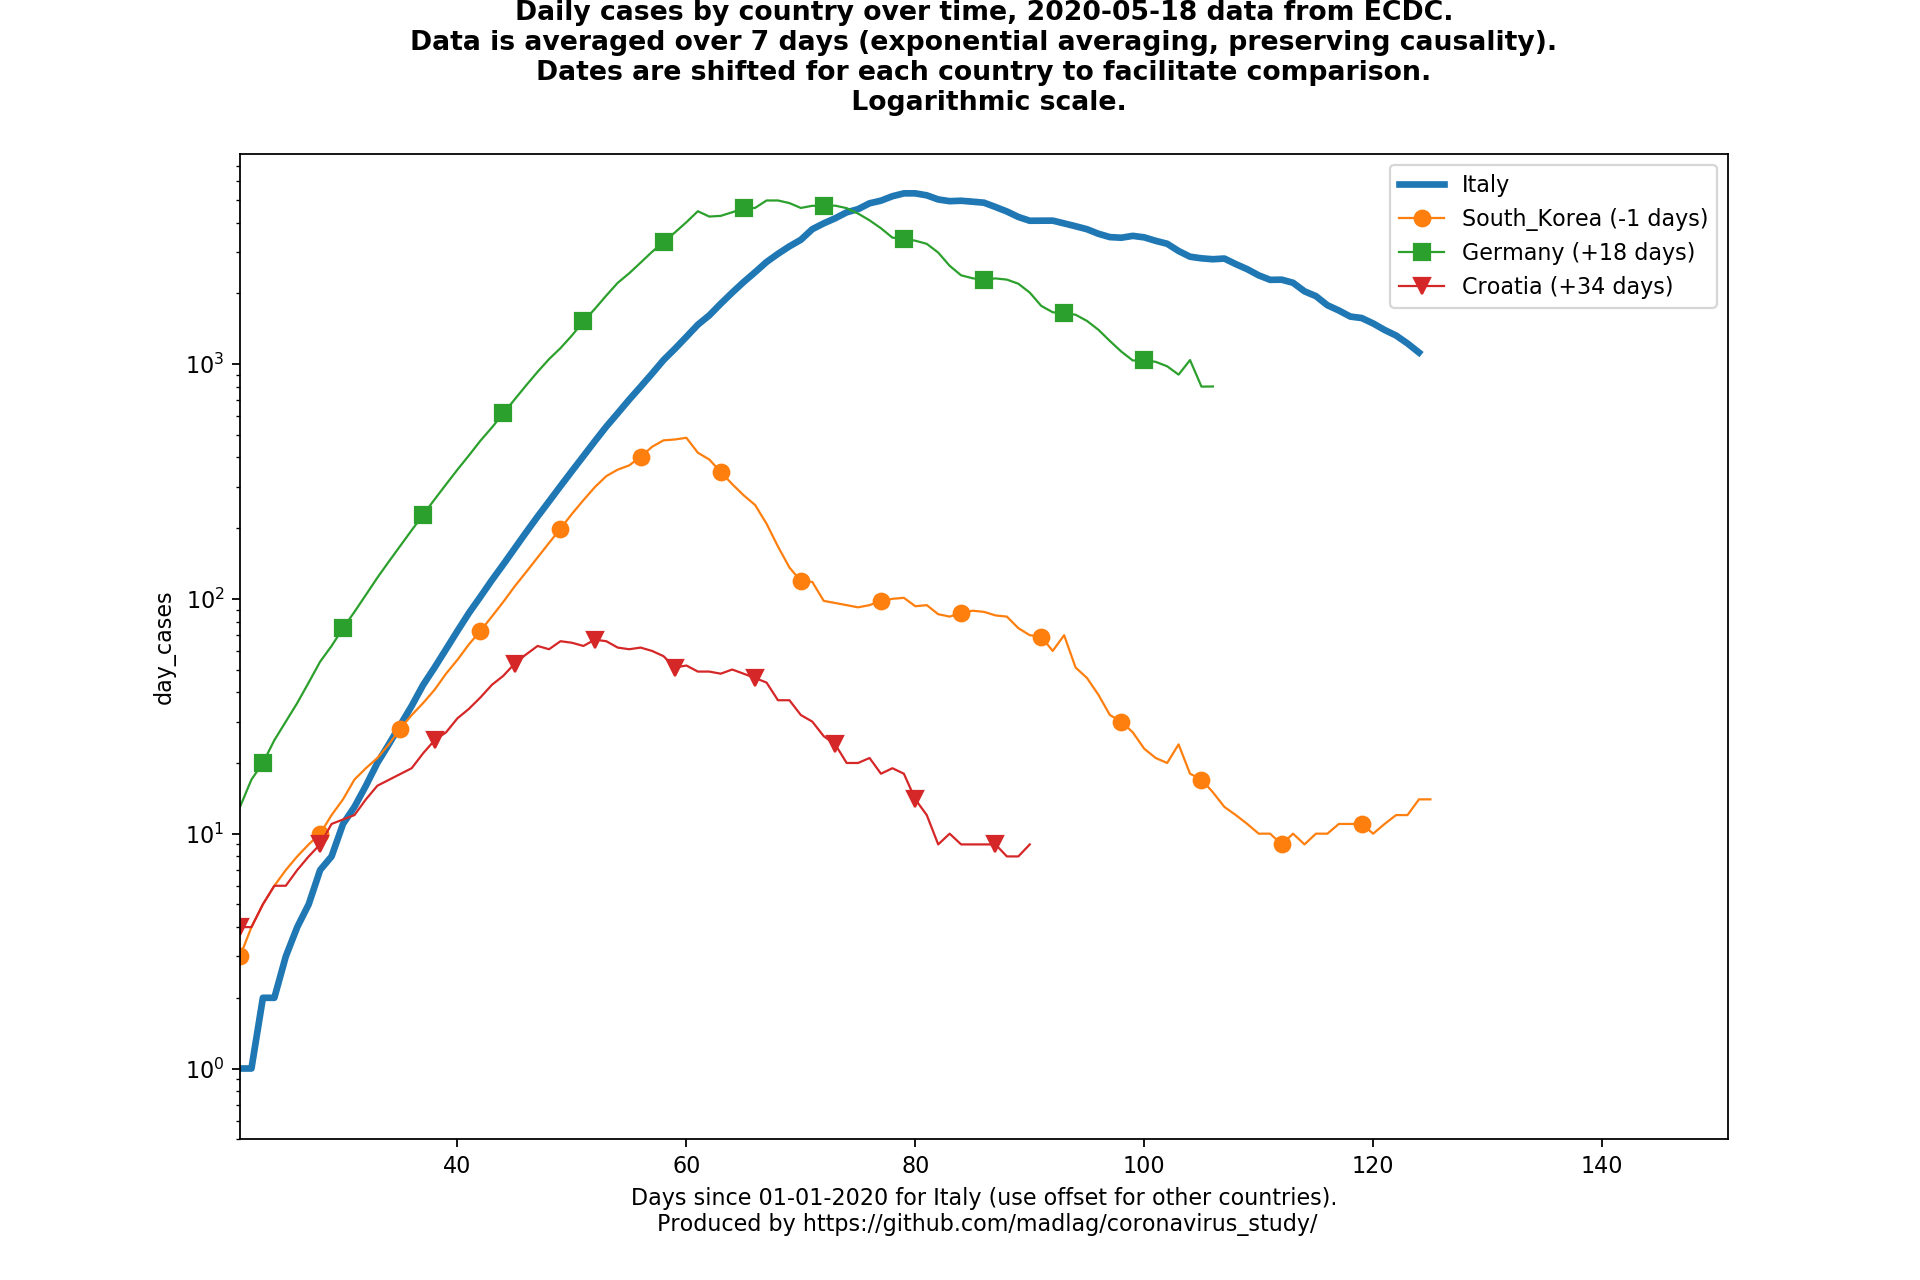 Daily cases by country over time, 2020-05-18 data from ECDC.
Data is averaged over 7 days (exponential averaging, preserving causality).
Dates are shifted for each country to facilitate comparison.
Logarithmic scale.
Italy
South_Korea (-1 days)
Germany (+18 days)
Croatia (+34 days)
10³
10²
10¹
10⁰
day_cases
40 60 80 100 120 140
Days since 01-01-2020 for Italy (use offset for other countries).
Produced by https://github.com/madlag/coronavirus_study/